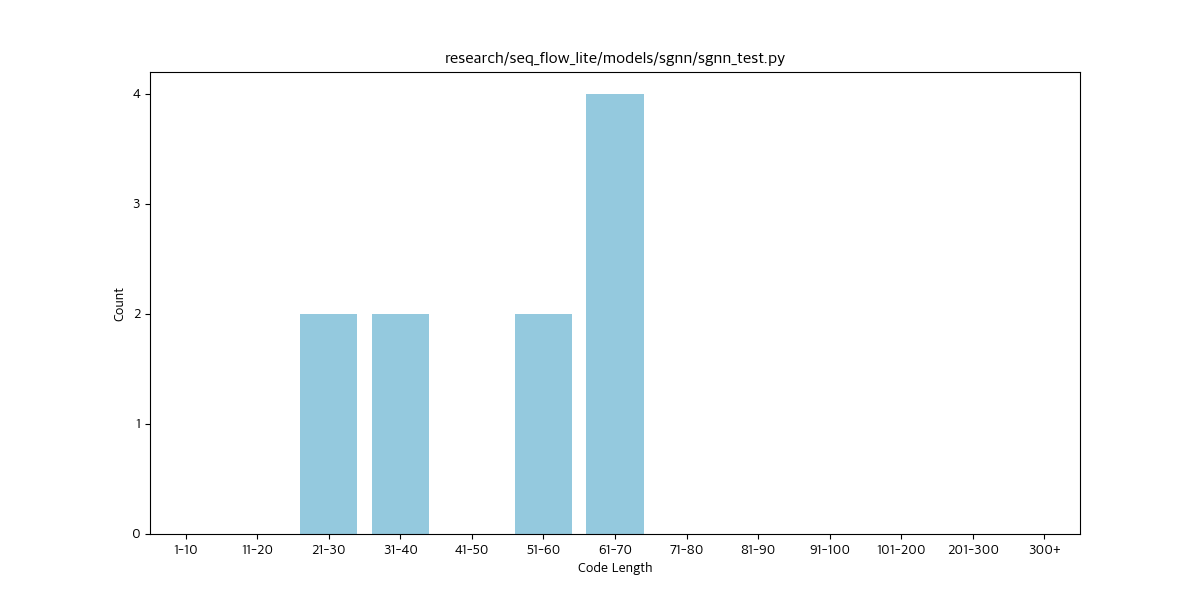 research/seq_flow_lite/models/sgnn/sgnn_test.py
4
3
2
1
0
Count
1-10 11-20 21-30 31-40 41-50 51-60 61-70 71-80 81-90 91-100 101-200 201-300 300+
Code Length